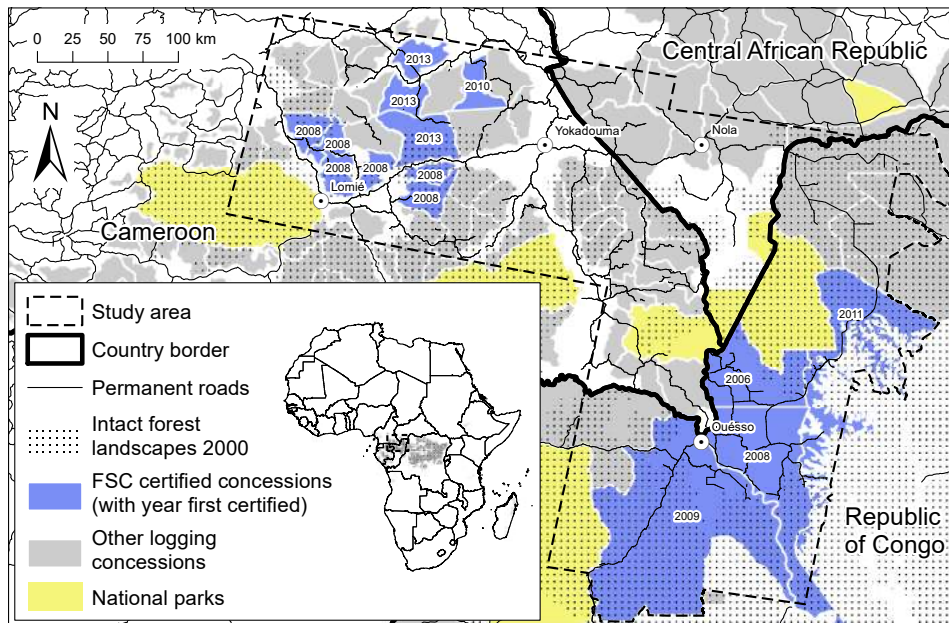 0 25 50 100 km
N
Central African Republic
2013
2010
2013
2008
2013
Yokadouma
Nola
2008
2008
2008
2008
2008
Lomié
Cameroon
2011
2006
Ouésso
2008
2009
Republic
of Congo
Study area
Country border
Permanent roads
Intact forest
landscapes 2000
FSC certified concessions
(with year first certified)
Other logging
concessions
National parks